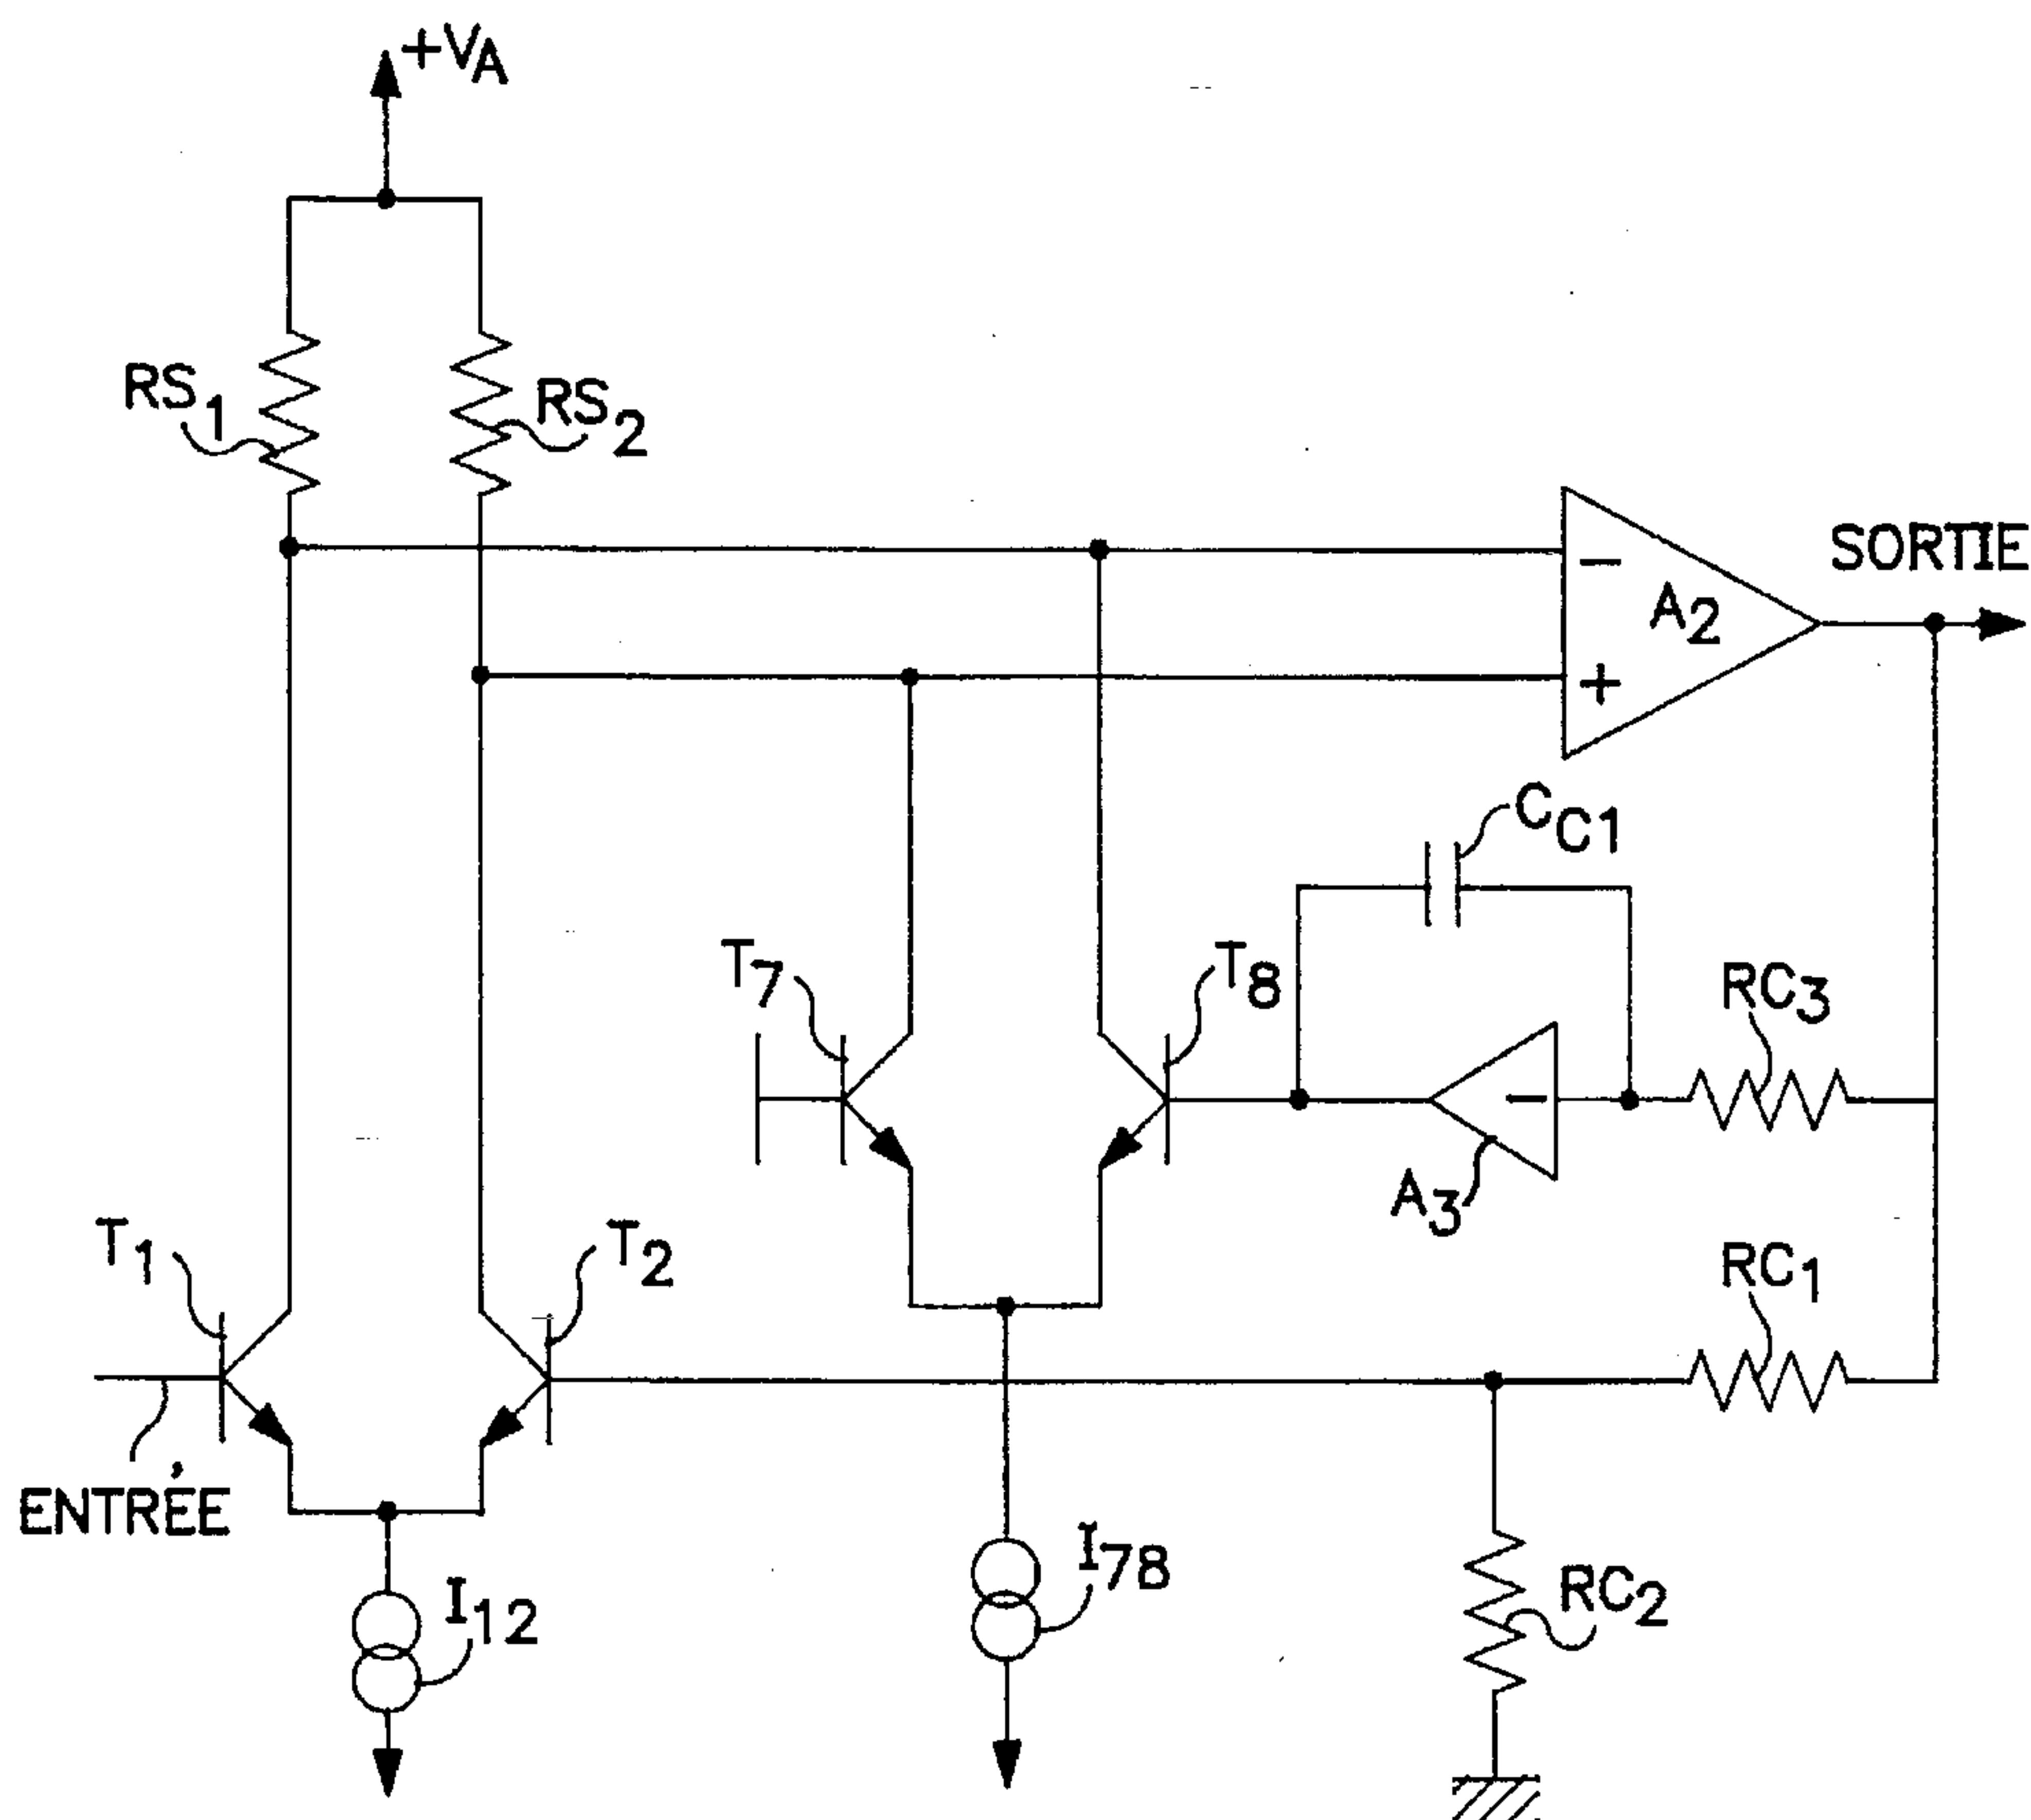 +VA
RS1
RS2
SORTIE
−
A2
+
CC1
T7
T8
RC3
−
A3
T1
T2
RC1
ENTRÉE
I12
I78
RC2